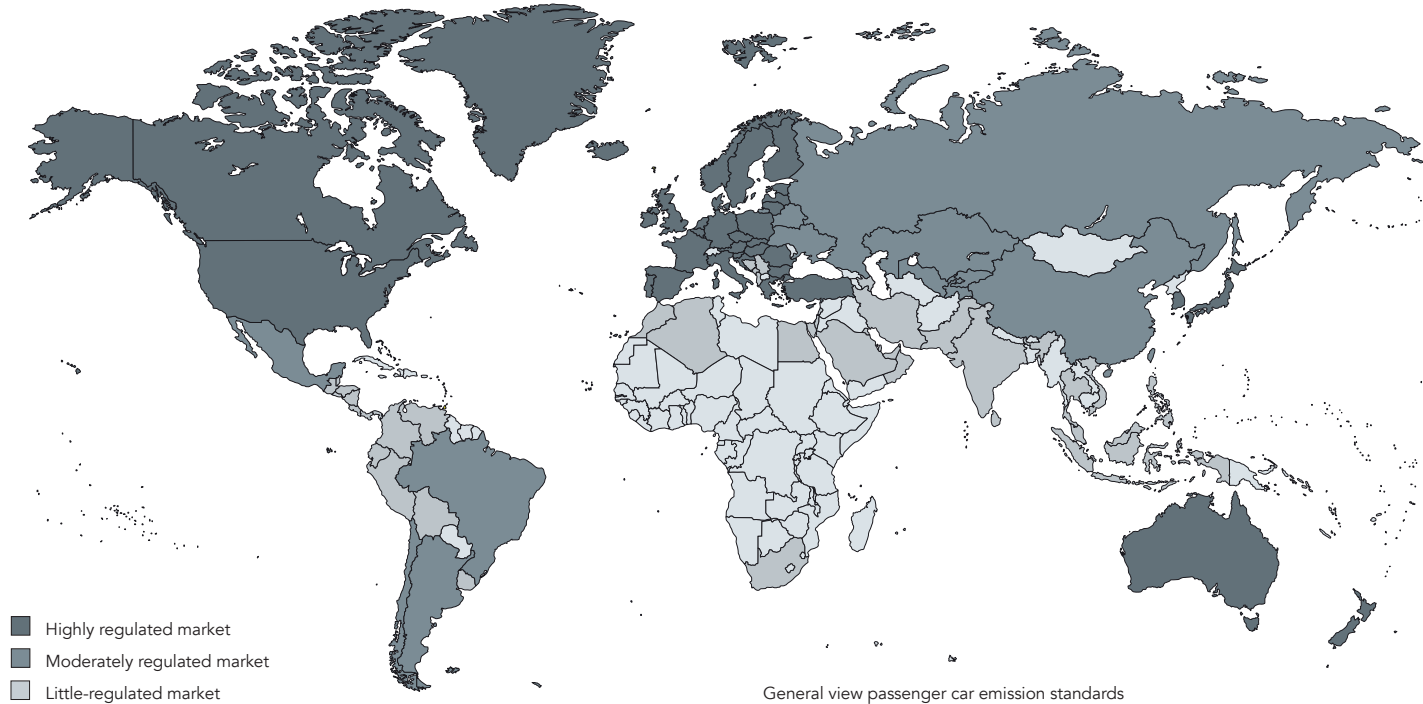 Highly regulated market
Moderately regulated market
Little-regulated market
General view passenger car emission standards